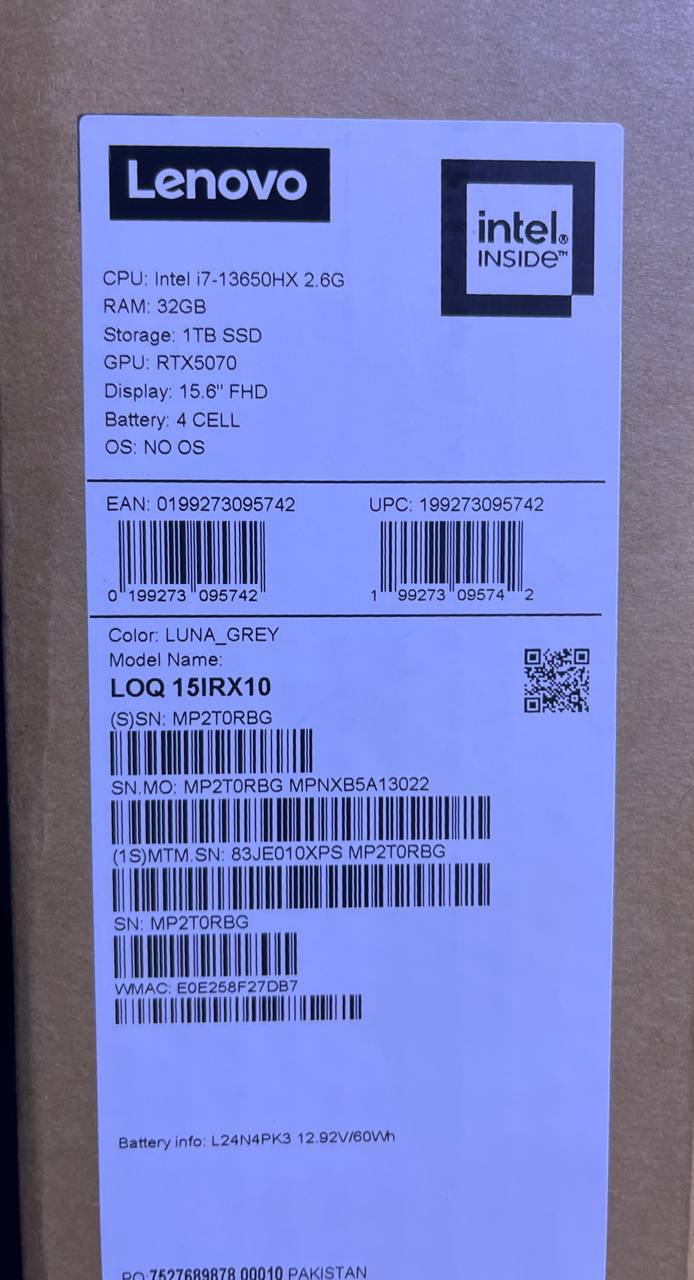 Lenovo
intel®
INSIDE™
CPU: Intel i7-13650HX 2.6G
RAM: 32GB
Storage: 1TB SSD
GPU: RTX5070
Display: 15.6" FHD
Battery: 4 CELL
OS: NO OS
EAN: 0199273095742 UPC: 199273095742
0 199273 095742 1 99273 09574 2
Color: LUNA_GREY
Model Name:
LOQ 15IRX10
(S)SN: MP2T0RBG
SN.MO: MP2T0RBG MPNXB5A13022
(1S)MTM.SN: 83JE010XPS MP2T0RBG
SN: MP2T0RBG
WMAC: E0E258F27DB7
Battery info: L24N4PK3 12.92V/60Wh
PO:7527689878 00010 PAKISTAN